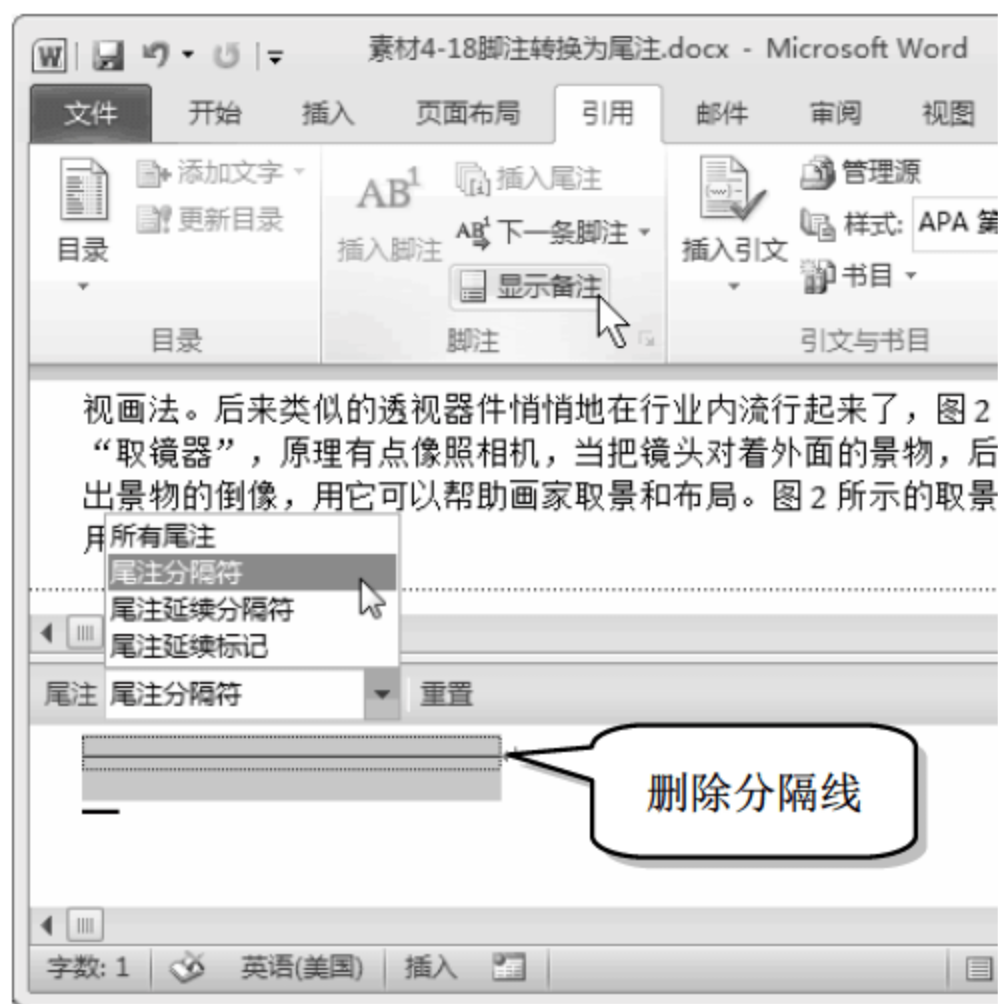 素材4-18脚注转换为尾注.docx - Microsoft Word
文件 开始 插入 页面布局 引用 邮件 审阅 视图
添加文字
更新目录
目录
目录
AB¹
插入脚注
插入尾注
AB¹ 下一条脚注
显示备注
脚注
插入引文
管理源
样式: APA 第
书目
引文与书目
视画法。后来类似的透视器件悄悄地在行业内流行起来了，图 2
“取镜器”，原理有点像照相机，当把镜头对着外面的景物，后
出景物的倒像，用它可以帮助画家取景和布局。图 2 所示的取景
用
所有尾注
尾注分隔符
尾注延续分隔符
尾注延续标记
尾注 尾注分隔符 重置
删除分隔线
字数: 1 英语(美国) 插入